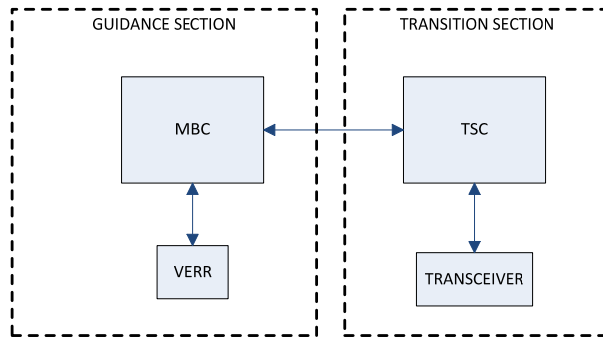 GUIDANCE SECTION
TRANSITION SECTION
MBC
TSC
VERR
TRANSCEIVER